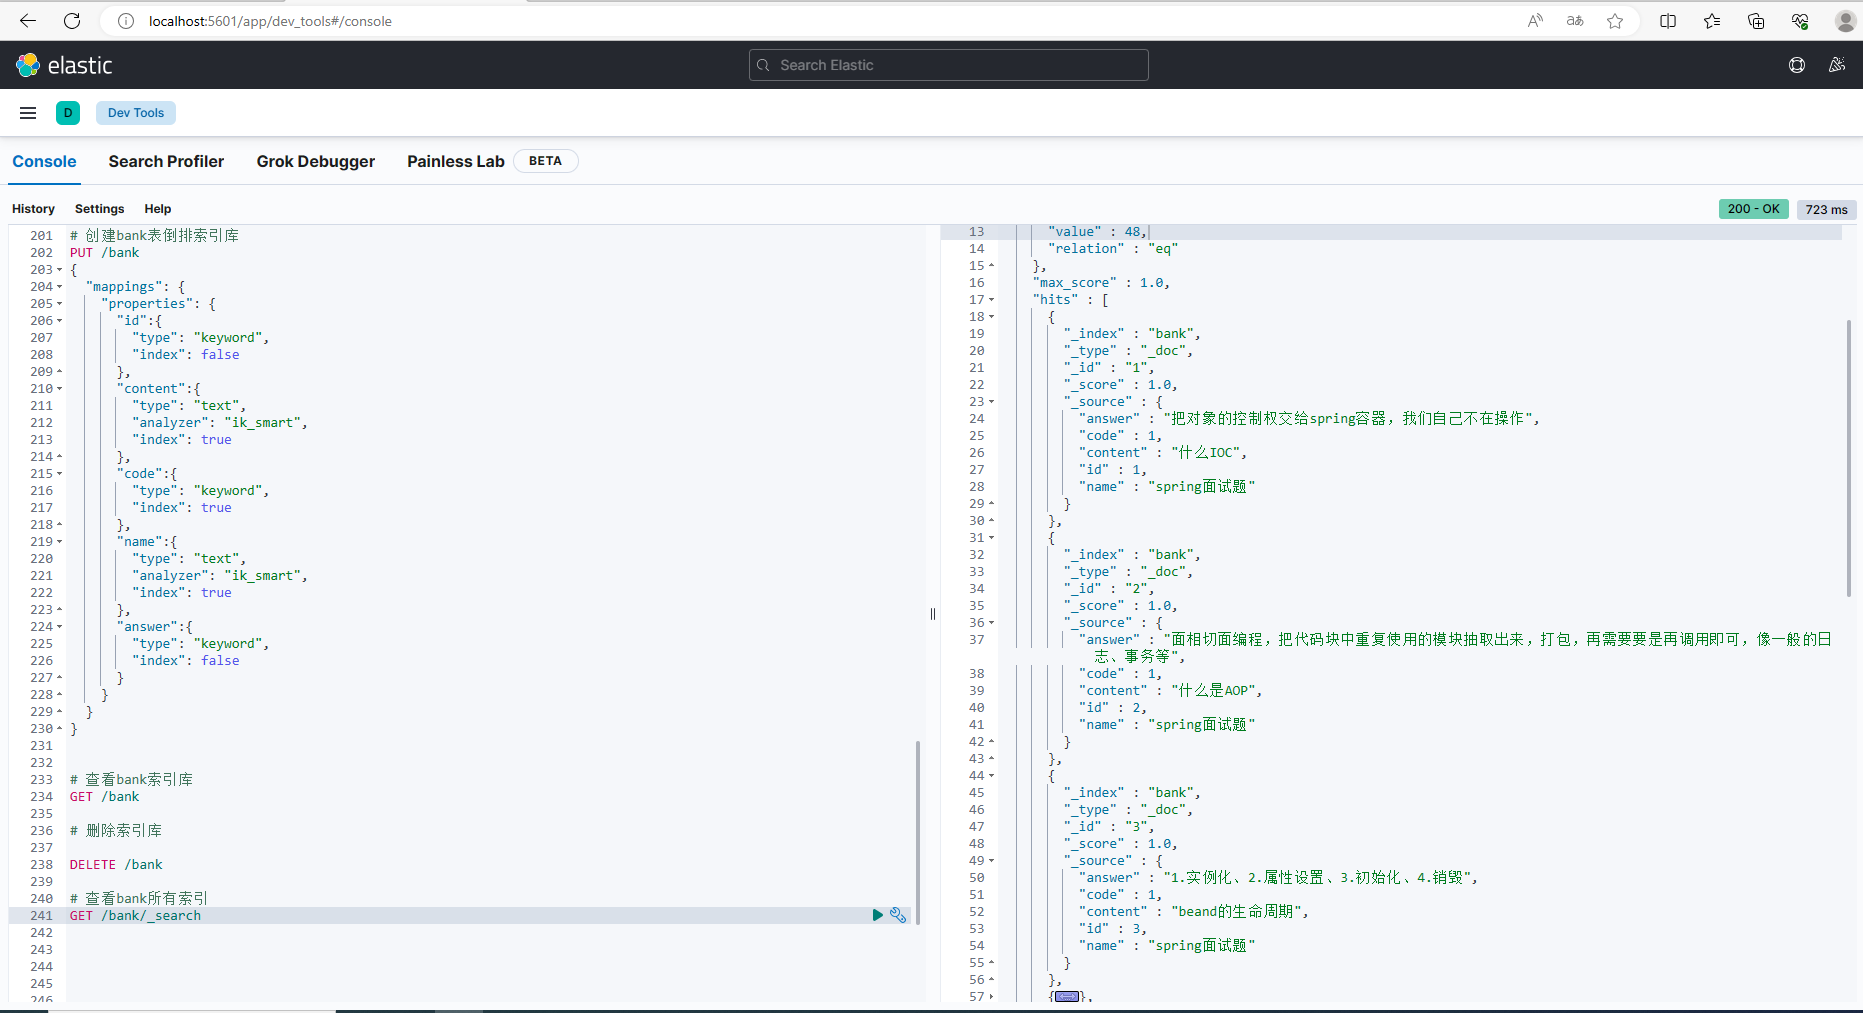 localhost:5601/app/dev_tools#/console
elastic
Search Elastic
D
Dev Tools
Console
Search Profiler
Grok Debugger
Painless Lab
BETA
History
Settings
Help
200 - OK
723 ms
201 # 创建bank表倒排索引库
202 PUT /bank
203 {
204 "mappings": {
205 "properties": {
206 "id":{
207 "type": "keyword",
208 "index": false
209 },
210 "content":{
211 "type": "text",
212 "analyzer": "ik_smart",
213 "index": true
214 },
215 "code":{
216 "type": "keyword",
217 "index": true
218 },
219 "name":{
220 "type": "text",
221 "analyzer": "ik_smart",
222 "index": true
223 },
224 "answer":{
225 "type": "keyword",
226 "index": false
227 }
228 }
229 }
230 }
231
232
233 # 查看bank索引库
234 GET /bank
235
236 # 删除索引库
237
238 DELETE /bank
239
240 # 查看bank所有索引
241 GET /bank/_search
242
243
244
245
246
13 "value" : 48,
14 "relation" : "eq"
15 },
16 "max_score" : 1.0,
17 "hits" : [
18 {
19 "_index" : "bank",
20 "_type" : "_doc",
21 "_id" : "1",
22 "_score" : 1.0,
23 "_source" : {
24 "answer" : "把对象的控制权交给spring容器，我们自己不在操作",
25 "code" : 1,
26 "content" : "什么IOC",
27 "id" : 1,
28 "name" : "spring面试题"
29 }
30 },
31 {
32 "_index" : "bank",
33 "_type" : "_doc",
34 "_id" : "2",
35 "_score" : 1.0,
36 "_source" : {
37 "answer" : "面相切面编程，把代码块中重复使用的模块抽取出来，打包，再需要要是再调用即可，像一般的日
志、事务等",
38 "code" : 1,
39 "content" : "什么是AOP",
40 "id" : 2,
41 "name" : "spring面试题"
42 }
43 },
44 {
45 "_index" : "bank",
46 "_type" : "_doc",
47 "_id" : "3",
48 "_score" : 1.0,
49 "_source" : {
50 "answer" : "1.实例化、2.属性设置、3.初始化、4.销毁",
51 "code" : 1,
52 "content" : "beand的生命周期",
53 "id" : 3,
54 "name" : "spring面试题"
55 }
56 },
57 {},